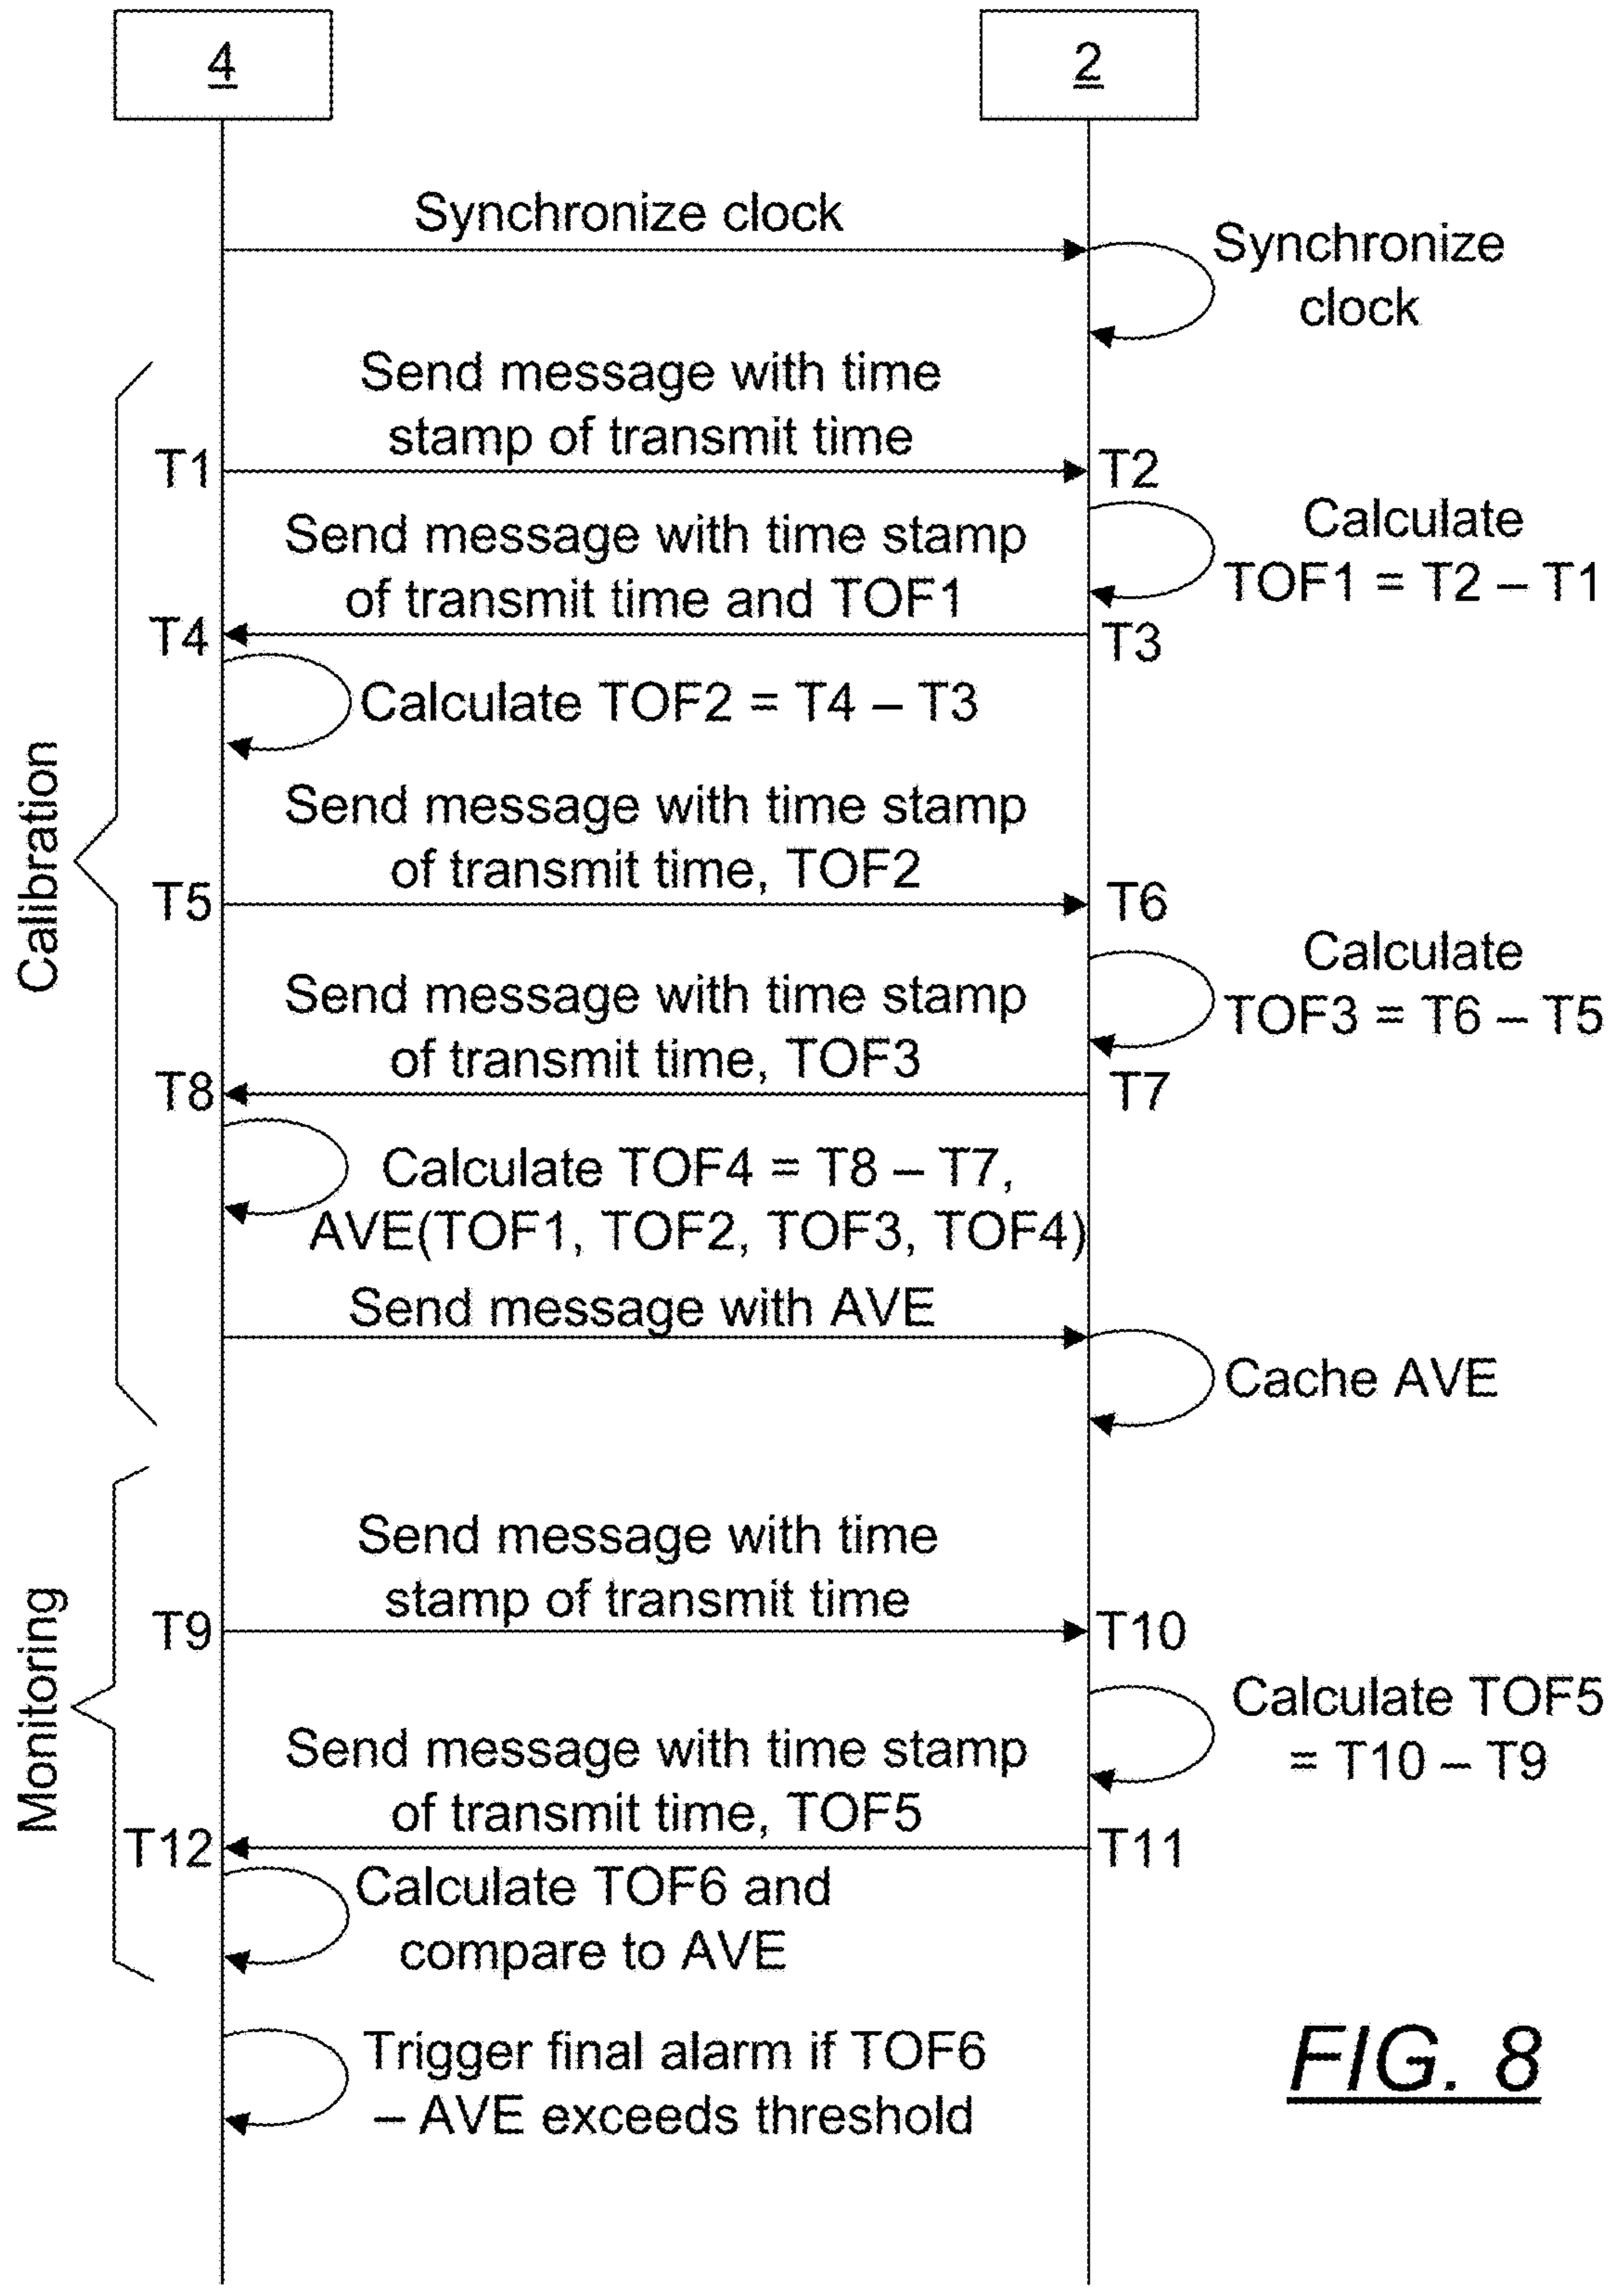 4
2
Synchronize clock
Synchronize
clock
Send message with time
stamp of transmit time
T1
T2
Calculate
TOF1 = T2 – T1
Send message with time stamp
of transmit time and TOF1
T4
T3
Calculate TOF2 = T4 – T3
Calibration
Send message with time stamp
of transmit time, TOF2
T5
T6
Calculate
TOF3 = T6 – T5
Send message with time stamp
of transmit time, TOF3
T8
T7
Calculate TOF4 = T8 – T7,
AVE(TOF1, TOF2, TOF3, TOF4)
Send message with AVE
Cache AVE
Monitoring
Send message with time
stamp of transmit time
T9
T10
Calculate TOF5
= T10 – T9
Send message with time stamp
of transmit time, TOF5
T12
T11
Calculate TOF6 and
compare to AVE
Trigger final alarm if TOF6
– AVE exceeds threshold
FIG. 8